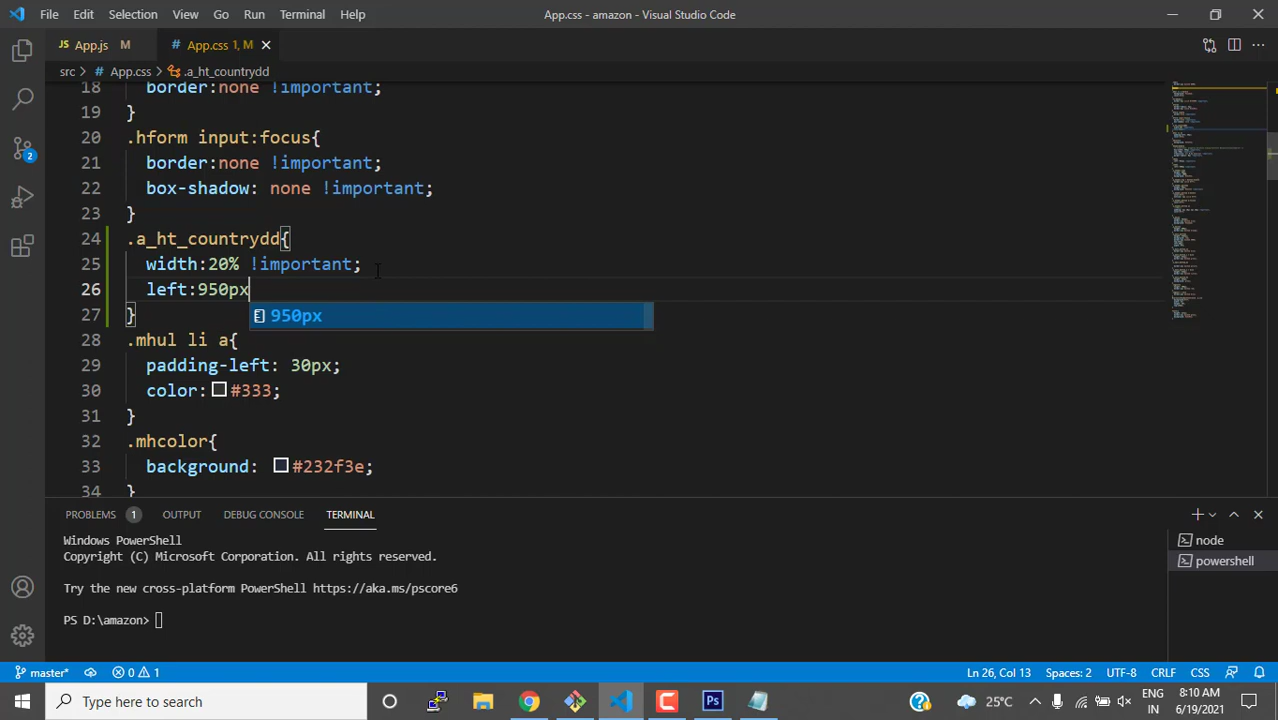 File Edit Selection View Go Run Terminal Help App.css - amazon - Visual Studio Code
App.js M # App.css 1, M
src > # App.css > .a_ht_countrydd
18 border:none !important;
19 }
20 .hform input:focus{
21 border:none !important;
22 box-shadow: none !important;
23 }
24 .a_ht_countrydd{
25 width:20% !important;
26 left:950px
27 }
950px
28 .mhul li a{
29 padding-left: 30px;
30 color: #333;
31 }
32 .mhcolor{
33 background: #232f3e;
34 }
2
PROBLEMS 1 OUTPUT DEBUG CONSOLE TERMINAL
Windows PowerShell
Copyright (C) Microsoft Corporation. All rights reserved.
Try the new cross-platform PowerShell https://aka.ms/pscore6
PS D:\amazon>
node
powershell
master* 0 1 Ln 26, Col 13 Spaces: 2 UTF-8 CRLF CSS
Type here to search 25°C ENG IN 8:10 AM 6/19/2021